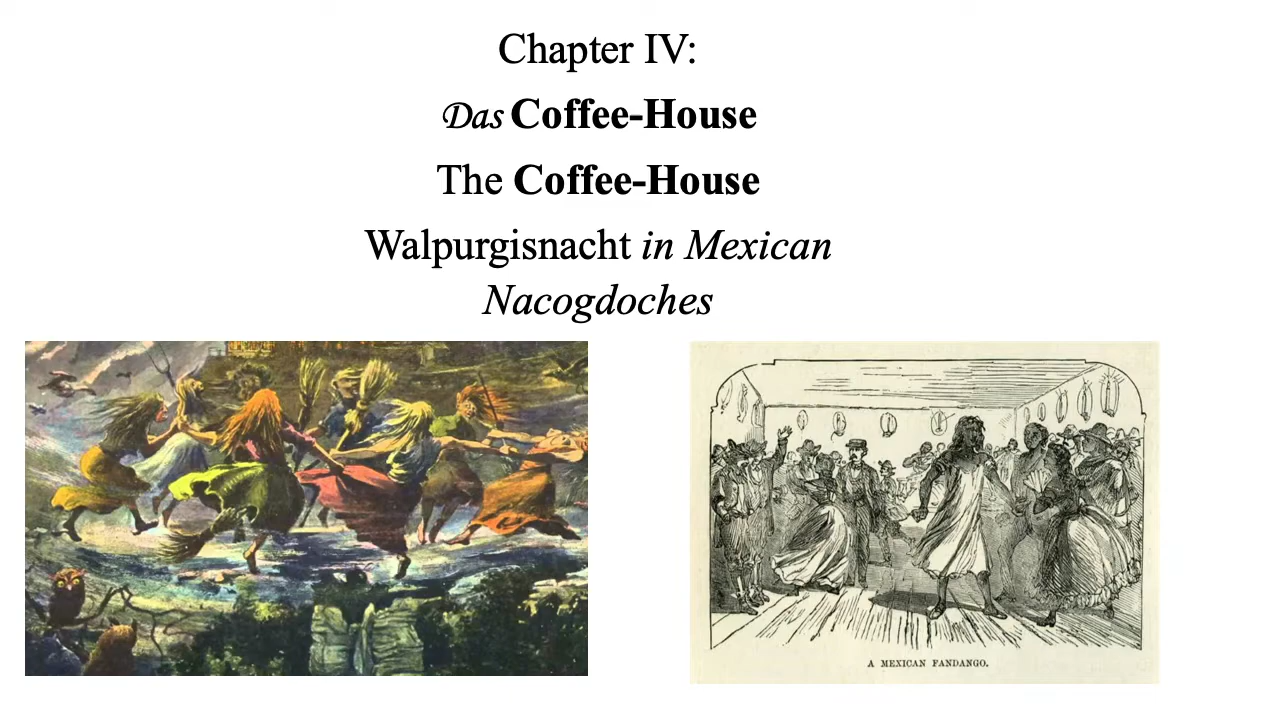 Chapter IV:
Das Coffee-House
The Coffee-House
Walpurgisnacht in Mexican
Nacogdoches
A MEXICAN FANDANGO.